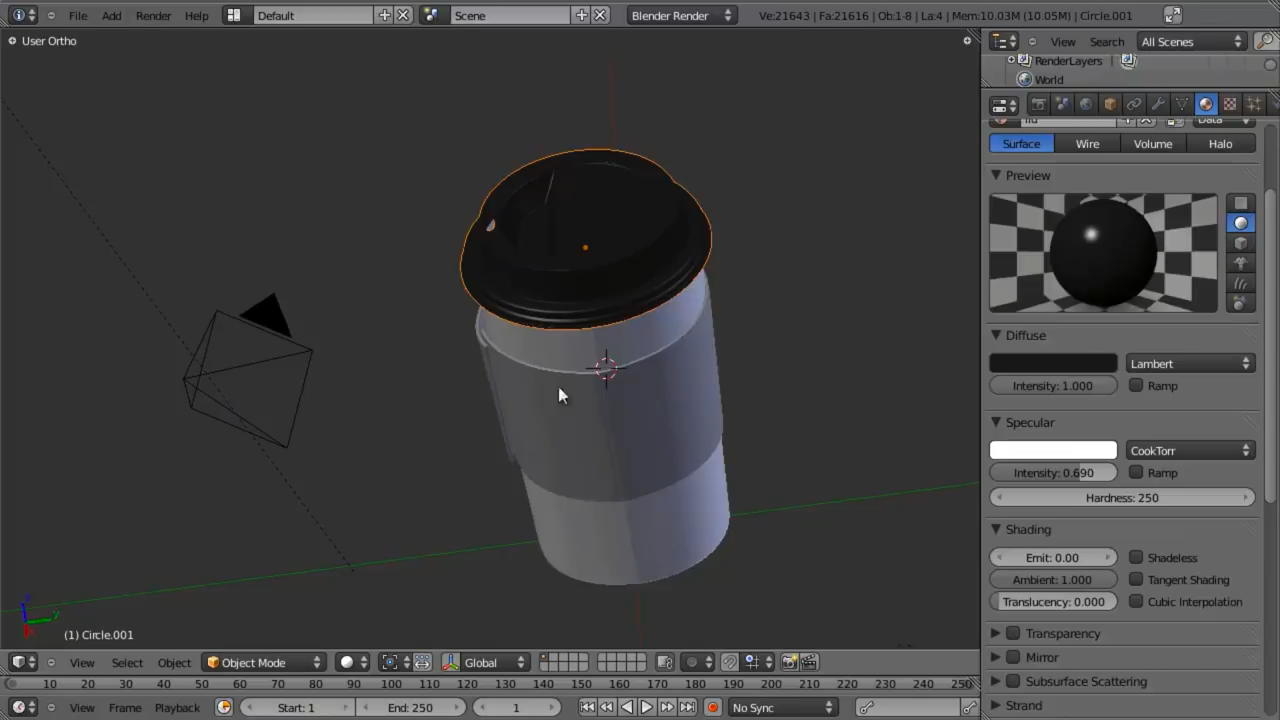 File Add Render Help Default Scene Blender Render Ve:21643 | Fa:21616 | Ob:1-8 | La:4 | Mem:10.03M (10.05M) | Circle.001
User Ortho
View Search All Scenes
RenderLayers |
World
Data
Surface Wire Volume Halo
Preview
Diffuse
Lambert
Intensity: 1.000 Ramp
Specular
CookTorr
Intensity: 0.690 Ramp
Hardness: 250
Shading
Emit: 0.00 Shadeless
Ambient: 1.000 Tangent Shading
Translucency: 0.000 Cubic Interpolation
Transparency
Mirror
Subsurface Scattering
Strand
(1) Circle.001
View Select Object Object Mode Global
10 20 30 40 50 60 70 80 90 100 110 120 130 140 150 160 170 180 190 200 210 220 230 240 250
View Frame Playback Start: 1 End: 250 1 No Sync